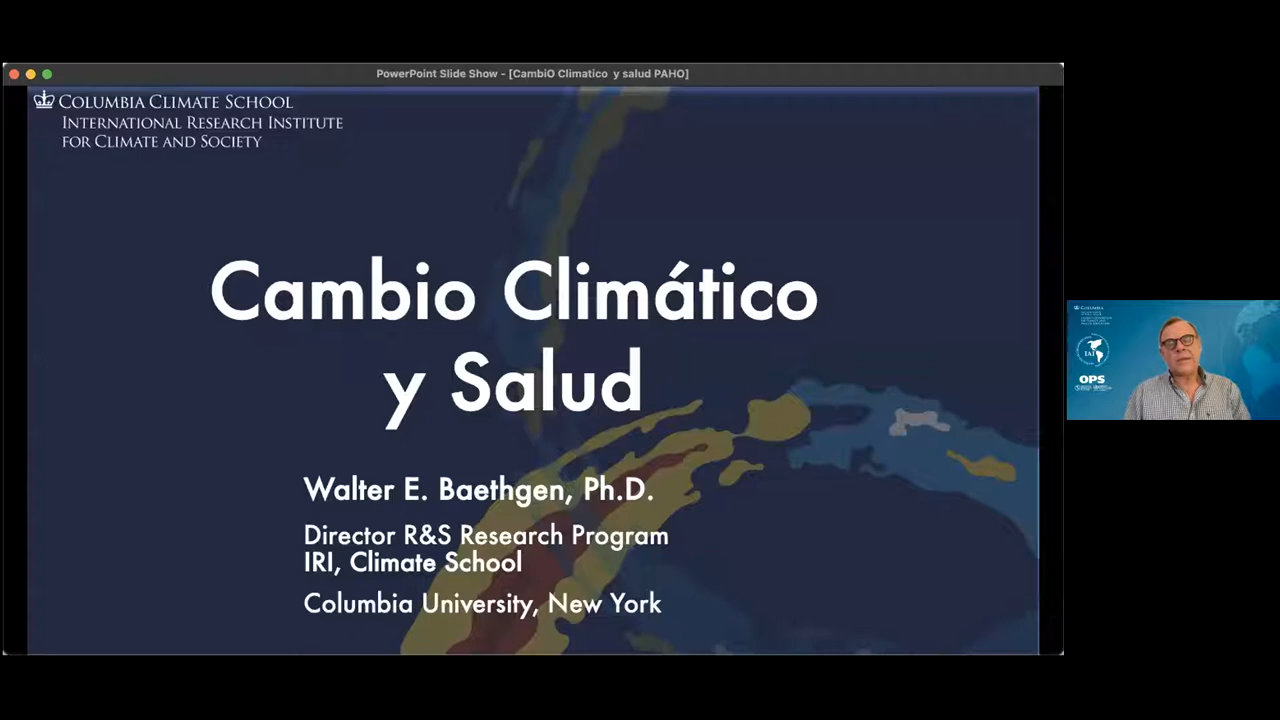 PowerPoint Slide Show - [CambiO Climatico y salud PAHO]
COLUMBIA CLIMATE SCHOOL
INTERNATIONAL RESEARCH INSTITUTE
FOR CLIMATE AND SOCIETY
Cambio Climático
y Salud
Walter E. Baethgen, Ph.D.
Director R&S Research Program
IRI, Climate School
Columbia University, New York
COLUMBIA
IAI
OPS